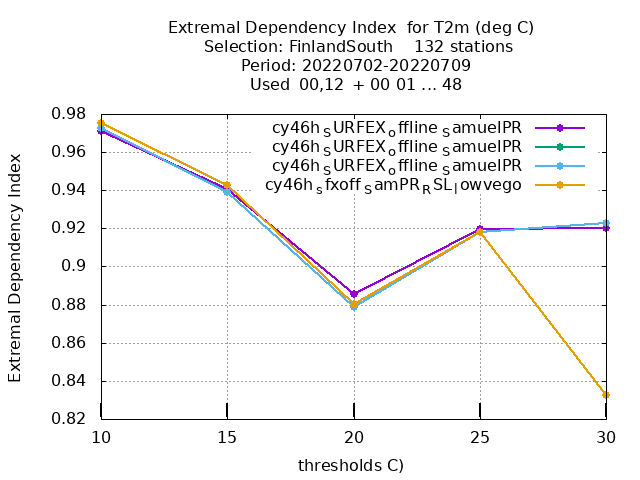 Extremal Dependency Index for T2m (deg C)
Selection: FinlandSouth 132 stations
Period: 20220702-20220709
Used 00,12 + 00 01 ... 48
0.98
0.96
0.94
0.92
0.9
0.88
0.86
0.84
0.82
Extremal Dependency Index
cy46h_SURFEX_offline_SamuelPR
cy46h_SURFEX_offline_SamuelPR
cy46h_SURFEX_offline_SamuelPR
cy46h_sfxoff_SamPR_RSL_lowvego
10 15 20 25 30
thresholds C)